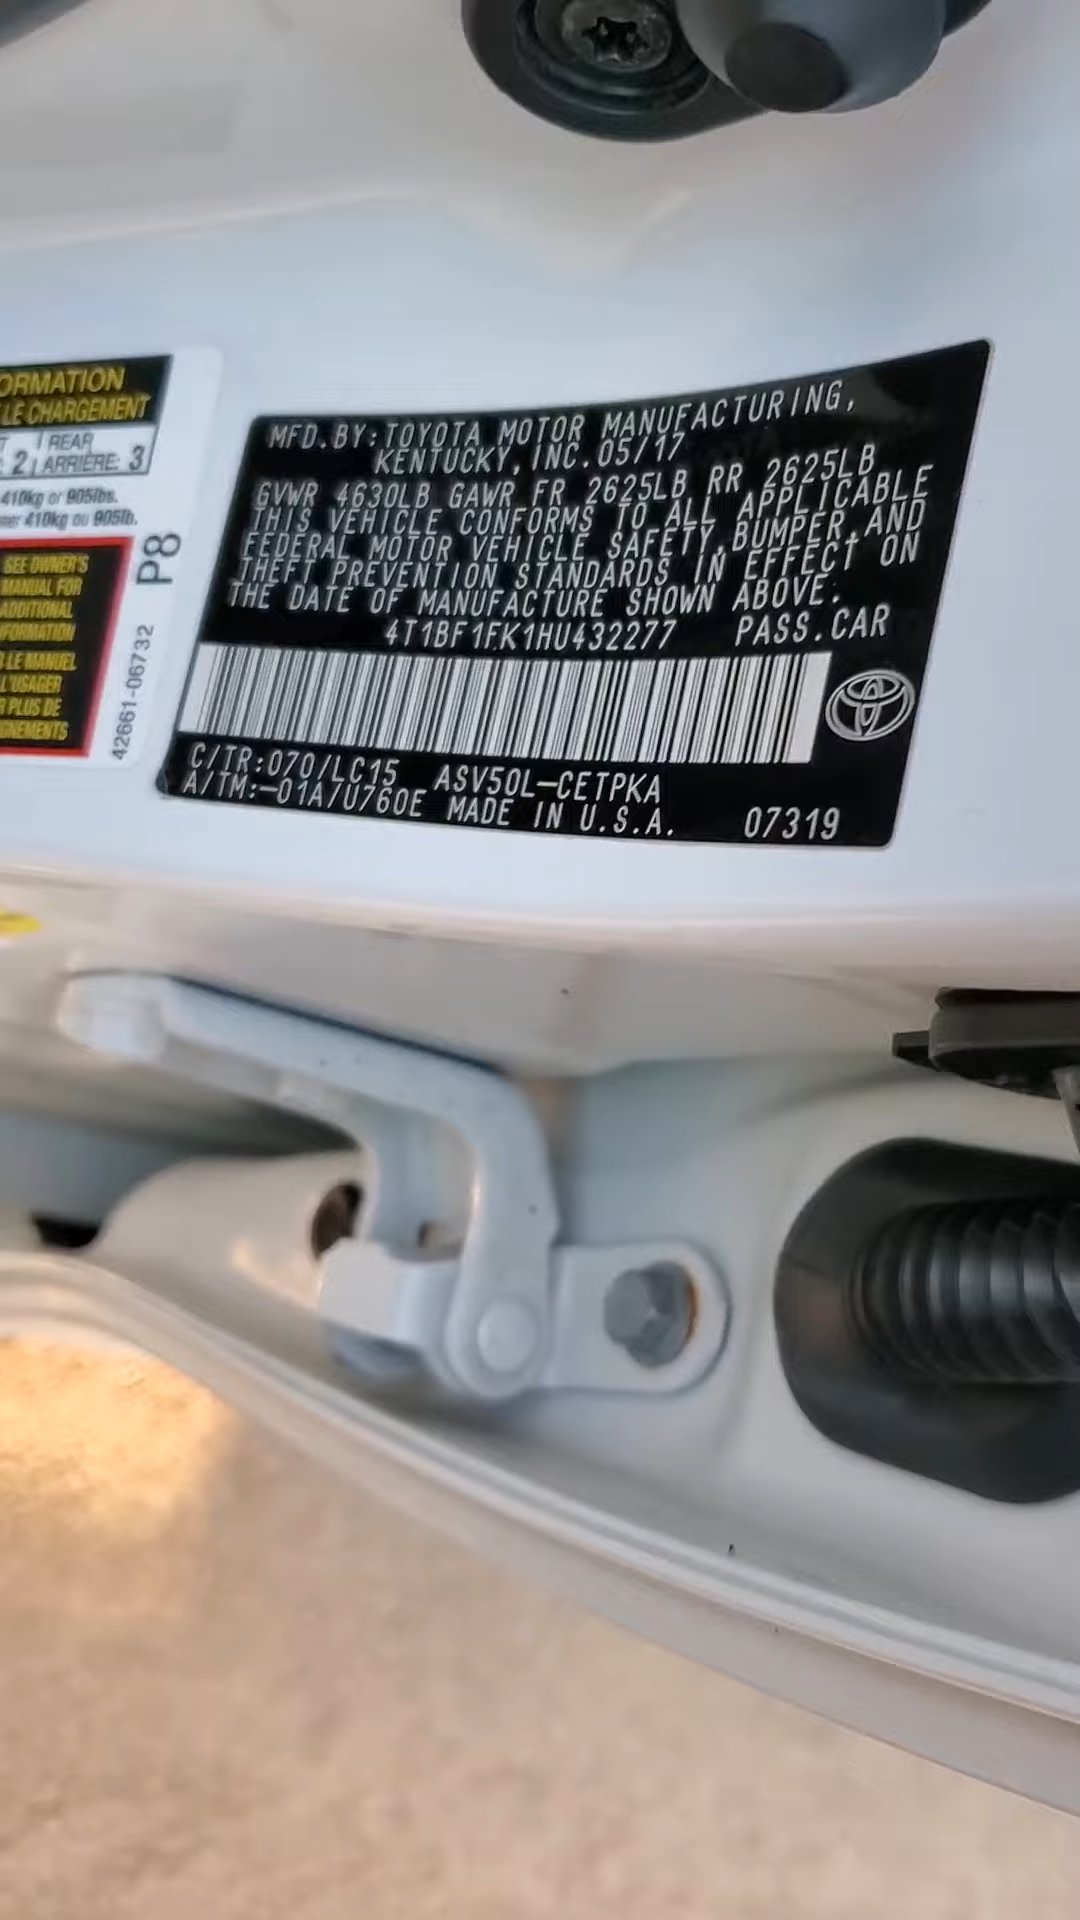 ORMATION
LE CHARGEMENT
REAR
2 ARRIÈRE: 3
410kg or 905lbs.
410kg ou 905lb.
SEE OWNER'S
MANUAL FOR
ADDITIONAL
NFORMATION
LE MANUEL
L'USAGER
PLUS DE
P8
42661-06732
MFD. BY: TOYOTA MOTOR MANUFACTURING,
KENTUCKY, INC. 05/17
GVWR 4630LB GAWR FR 2625LB RR 2625LB
THIS VEHICLE CONFORMS TO ALL APPLICABLE
FEDERAL MOTOR VEHICLE SAFETY, BUMPER, AND
THEFT PREVENTION STANDARDS IN EFFECT ON
THE DATE OF MANUFACTURE SHOWN ABOVE.
4T1BF1FK1HU432277 PASS. CAR
C/TR: 070/LC15 ASV50L-CETPKA
A/TM: -01A/U760E MADE IN U.S.A. 07319